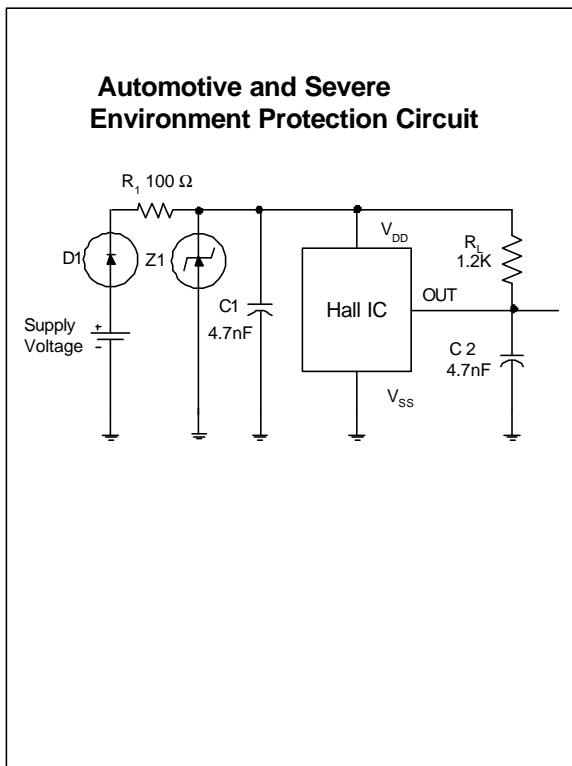 Automotive and Severe
Environment Protection Circuit
R1 100 Ω
D1
Z1
VDD
RL
1.2K
C1
4.7nF
Hall IC
OUT
Supply
Voltage
+
-
C 2
4.7nF
VSS